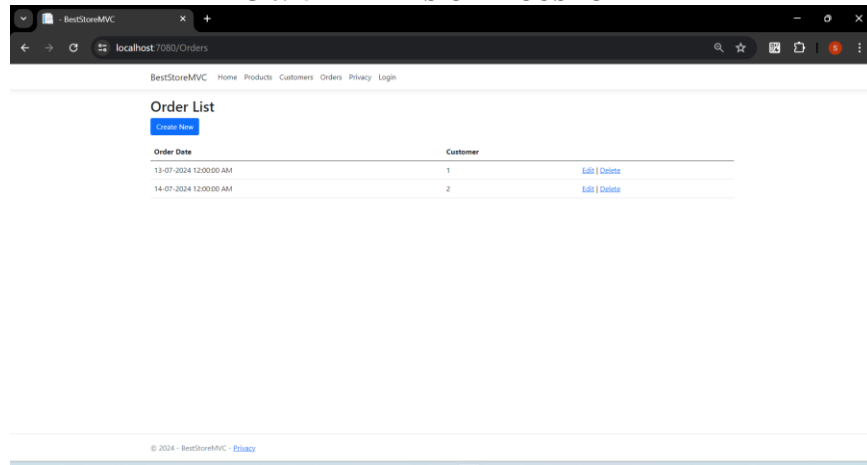 - BestStoreMVC
localhost:7080/Orders
S
BestStoreMVC Home Products Customers Orders Privacy Login
Order List
Create New
Order Date Customer
13-07-2024 12:00:00 AM 1 Edit | Delete
14-07-2024 12:00:00 AM 2 Edit | Delete
© 2024 - BestStoreMVC - Privacy